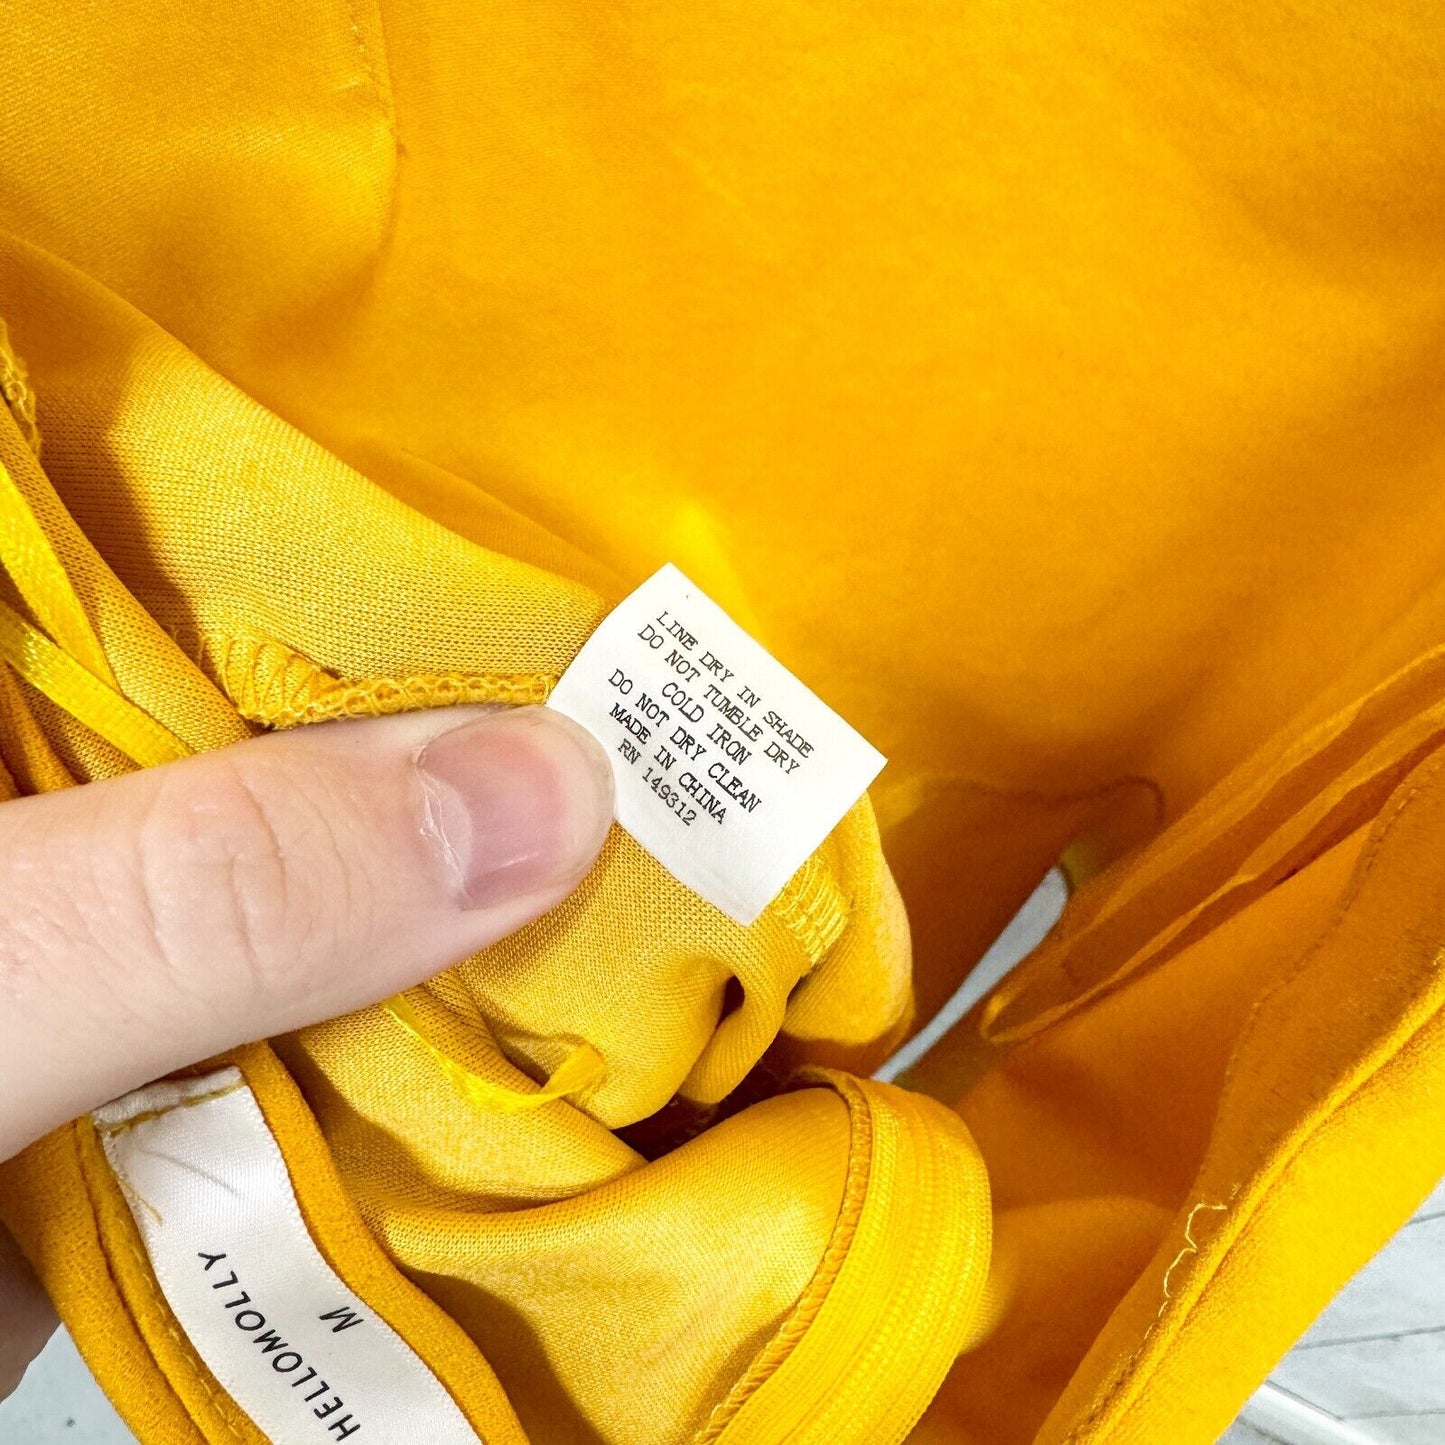 LINE DRY IN SHADE
DO NOT TUMBLE DRY
COLD IRON
DO NOT DRY CLEAN
MADE IN CHINA
RN 149312
HELLOMOLLY
M